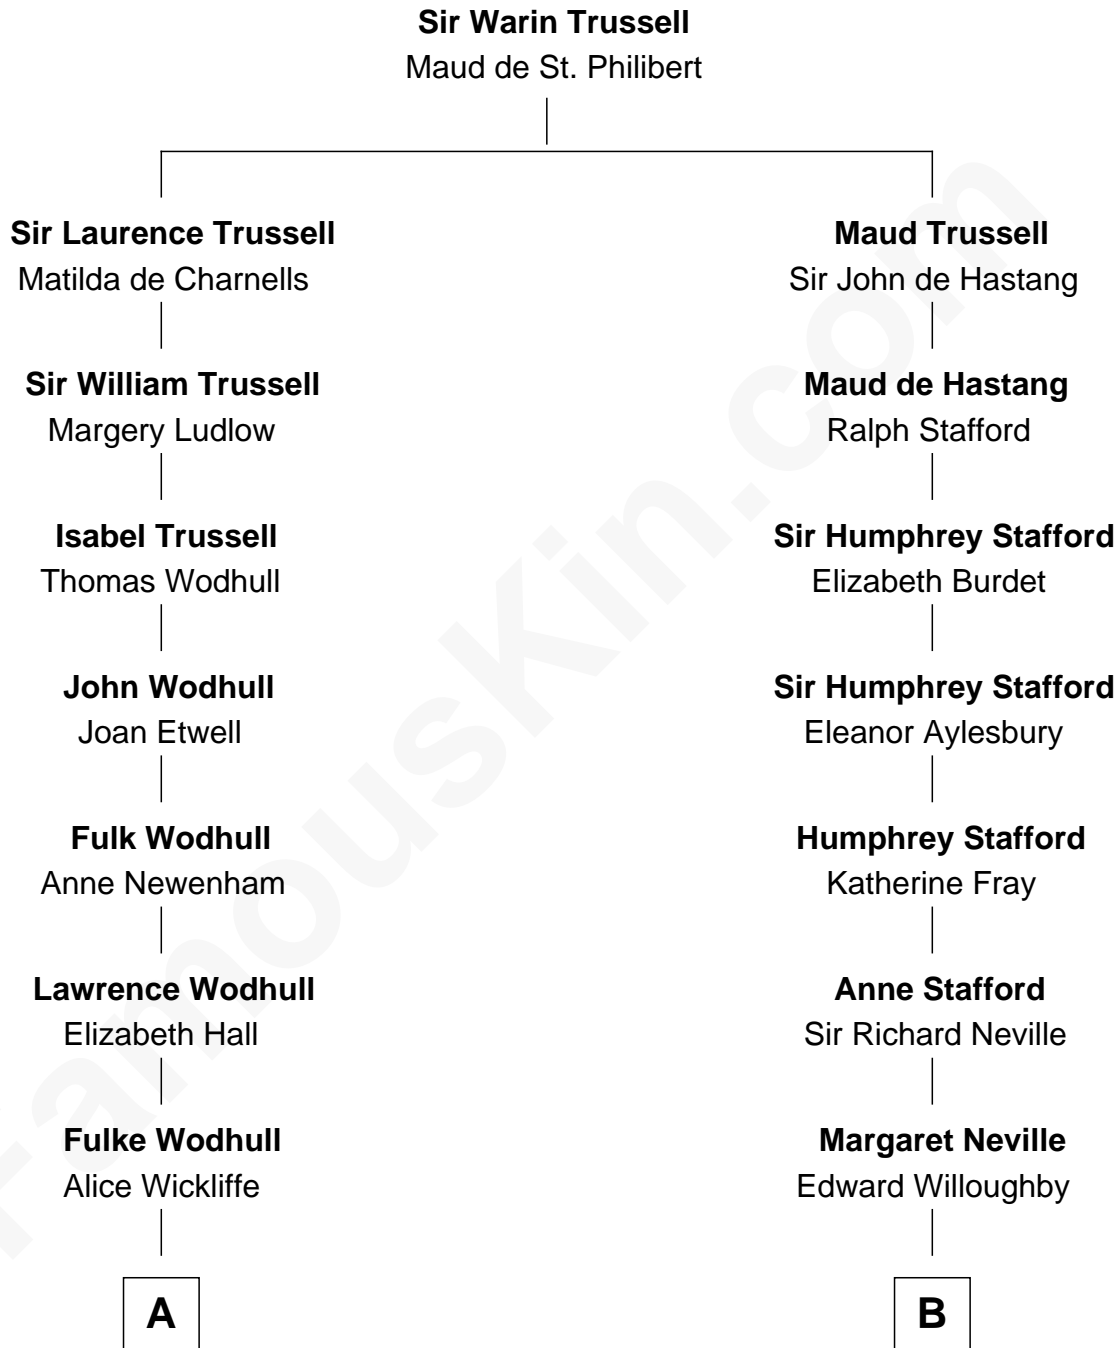 Sir Warin Trussell
Maud de St. Philibert
Sir Laurence Trussell
Matilda de Charnells
Maud Trussell
Sir John de Hastang
Sir William Trussell
Margery Ludlow
Maud de Hastang
Ralph Stafford
Isabel Trussell
Thomas Wodhull
Sir Humphrey Stafford
Elizabeth Burdet
John Wodhull
Joan Etwell
Sir Humphrey Stafford
Eleanor Aylesbury
Fulk Wodhull
Anne Newenham
Humphrey Stafford
Katherine Fray
Lawrence Wodhull
Elizabeth Hall
Anne Stafford
Sir Richard Neville
Fulke Wodhull
Alice Wickliffe
Margaret Neville
Edward Willoughby
A
B
FamousKin.com